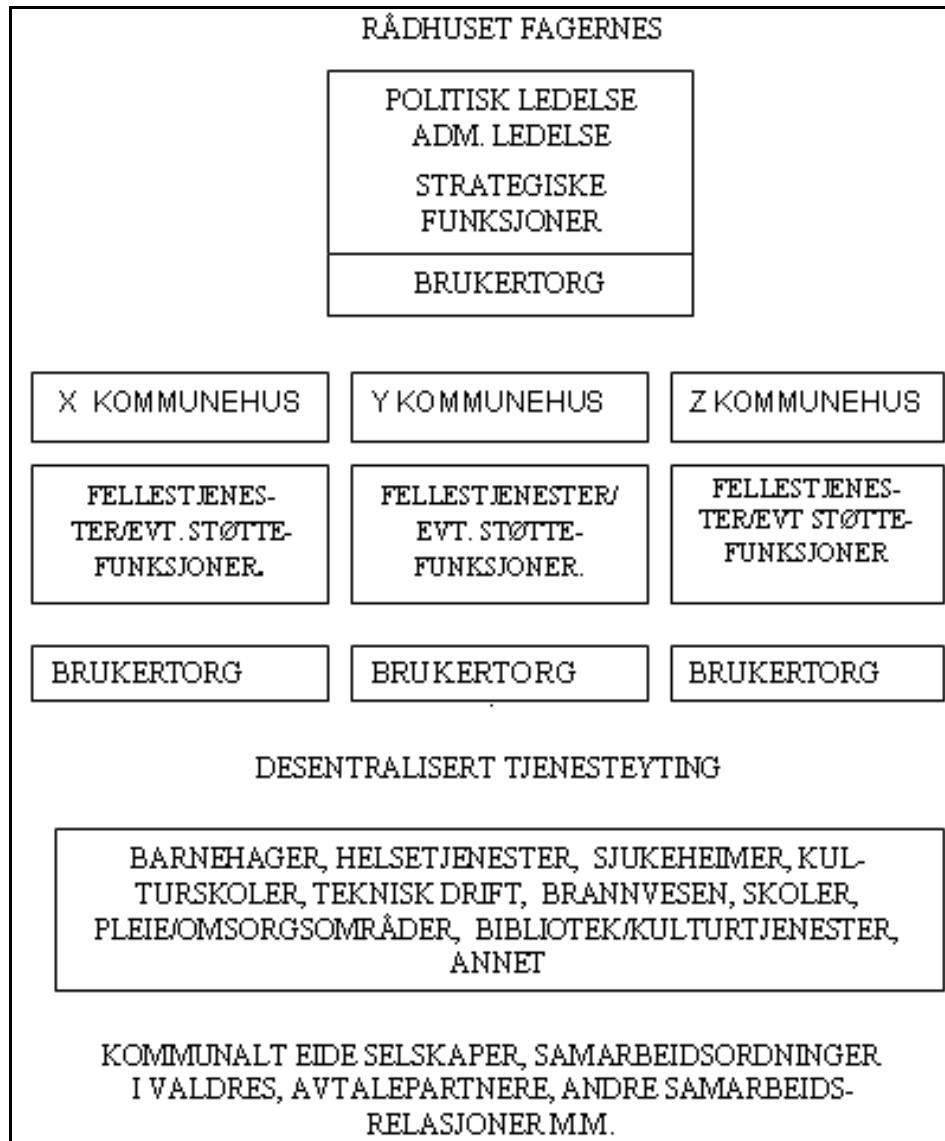 RÅDHUSET FAGERNES
POLITISK LEDELSE
ADM. LEDELSE
STRATEGISKE
FUNKSJONER
BRUKERTORG
X KOMMUNEHUS
Y KOMMUNEHUS
Z KOMMUNEHUS
FELLESTJENES-
TER/EVT. STØTTE-
FUNKSJONER.
FELLESTJENESTER/
EVT. STØTTE-
FUNKSJONER.
FELLESTJENES-
TER/EVT STØTTE-
FUNKSJONER
BRUKERTORG
BRUKERTORG
BRUKERTORG
DESENTRALISERT TJENESTEYTING
BARNEHAGER, HELSETJENESTER, SJUKEHEIMER, KUL-
TURSKOLER, TEKNISK DRIFT, BRANNVESEN, SKOLER,
PLEIE/OMSORGSOMRÅDER, BIBLIOTEK/KULTURTJENESTER,
ANNET
KOMMUNALT EIDE SELSKAPER, SAMARBEIDSORDNINGER
I VALDRES, AVTALEPARTNERE, ANDRE SAMARBEIDS-
RELASJONER M.M.